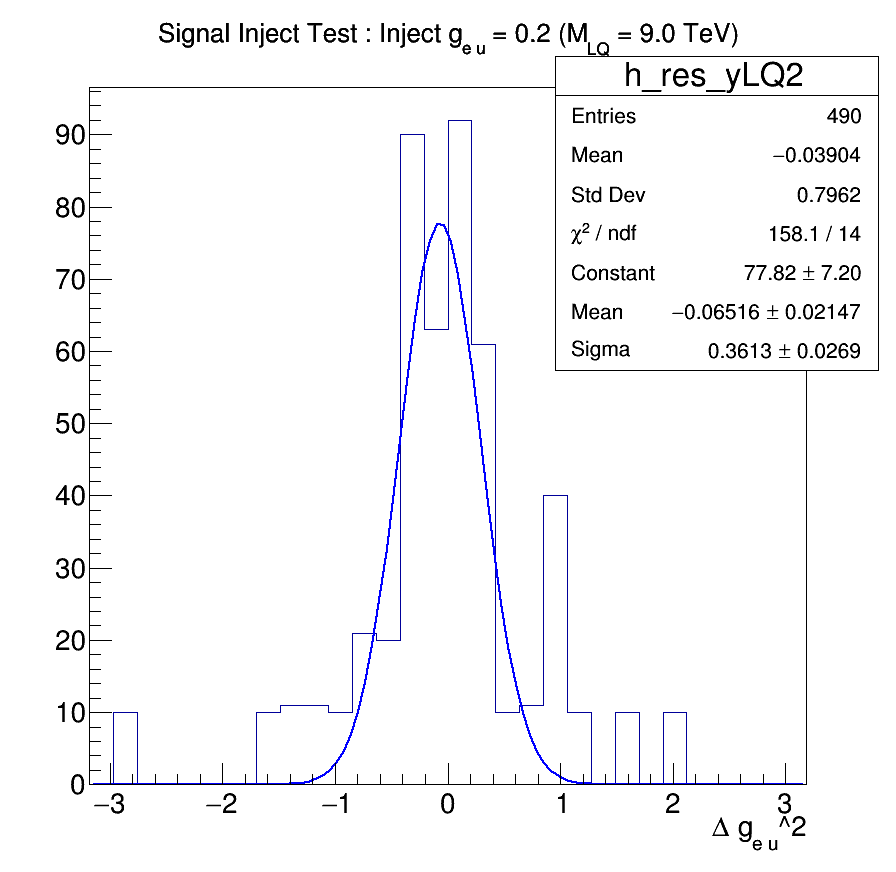 Signal Inject Test : Inject g_{e u} = 0.2 (M_{LQ} = 9.0 TeV)
h_res_yLQ2
Entries 490
Mean −0.03904
Std Dev 0.7962
χ² / ndf 158.1 / 14
Constant 77.82 ± 7.20
Mean −0.06516 ± 0.02147
Sigma 0.3613 ± 0.0269
90
80
70
60
50
40
30
20
10
0
−3 −2 −1 0 1 2 3
Δ g_{e u}^2